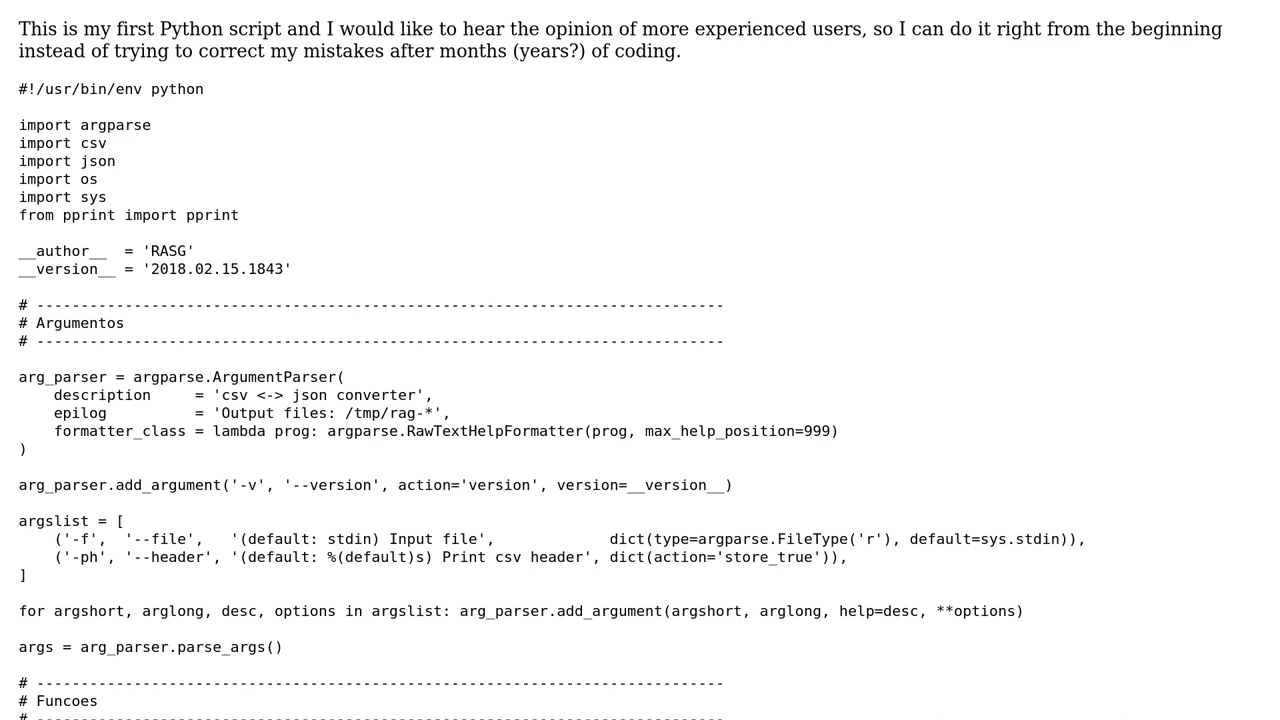 This is my first Python script and I would like to hear the opinion of more experienced users, so I can do it right from the beginning
instead of trying to correct my mistakes after months (years?) of coding.
#!/usr/bin/env python
import argparse
import csv
import json
import os
import sys
from pprint import pprint
__author__  = 'RASG'
__version__ = '2018.02.15.1843'
# ------------------------------------------------------------------------------
# Argumentos
# ------------------------------------------------------------------------------
arg_parser = argparse.ArgumentParser(
    description     = 'csv <-> json converter',
    epilog          = 'Output files: /tmp/rag-*',
    formatter_class = lambda prog: argparse.RawTextHelpFormatter(prog, max_help_position=999)
)
arg_parser.add_argument('-v', '--version', action='version', version=__version__)
argslist = [
    ('-f',  '--file',   '(default: stdin) Input file',             dict(type=argparse.FileType('r'), default=sys.stdin)),
    ('-ph', '--header', '(default: %(default)s) Print csv header', dict(action='store_true')),
]
for argshort, arglong, desc, options in argslist: arg_parser.add_argument(argshort, arglong, help=desc, **options)
args = arg_parser.parse_args()
# ------------------------------------------------------------------------------
# Funcoes
# ------------------------------------------------------------------------------